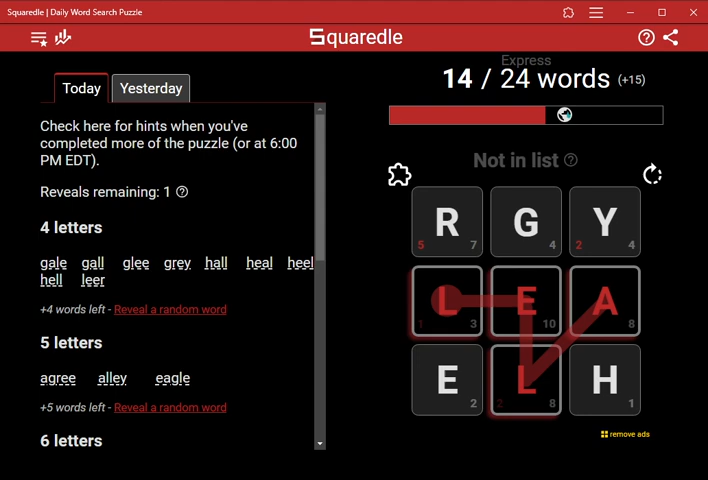 Squaredle | Daily Word Search Puzzle
Squaredle
Today
Yesterday
Check here for hints when you've
completed more of the puzzle (or at 6:00
PM EDT).
Reveals remaining: 1
4 letters
gale gall glee grey hall heal heel
hell leer
+4 words left - Reveal a random word
5 letters
agree alley eagle
+5 words left - Reveal a random word
6 letters
Express
14 / 24 words (+15)
Not in list
R G Y
5 7 4 2 4
L E A
1 3 10 8
E L H
2 2 8 1
remove ads